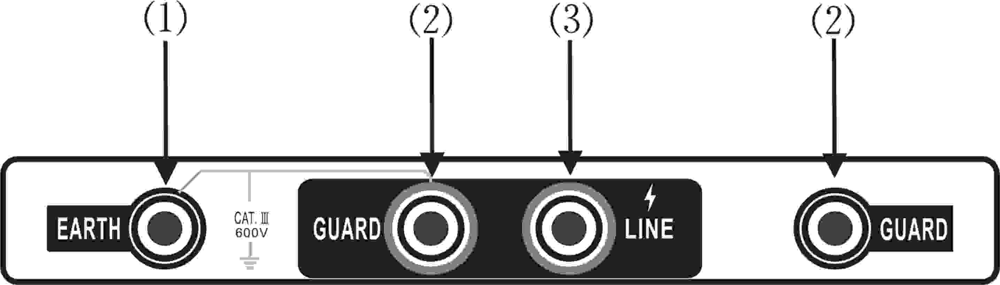 (1) (2) (3) (2)
EARTH
CAT. Ⅲ
600V
GUARD
LINE
GUARD